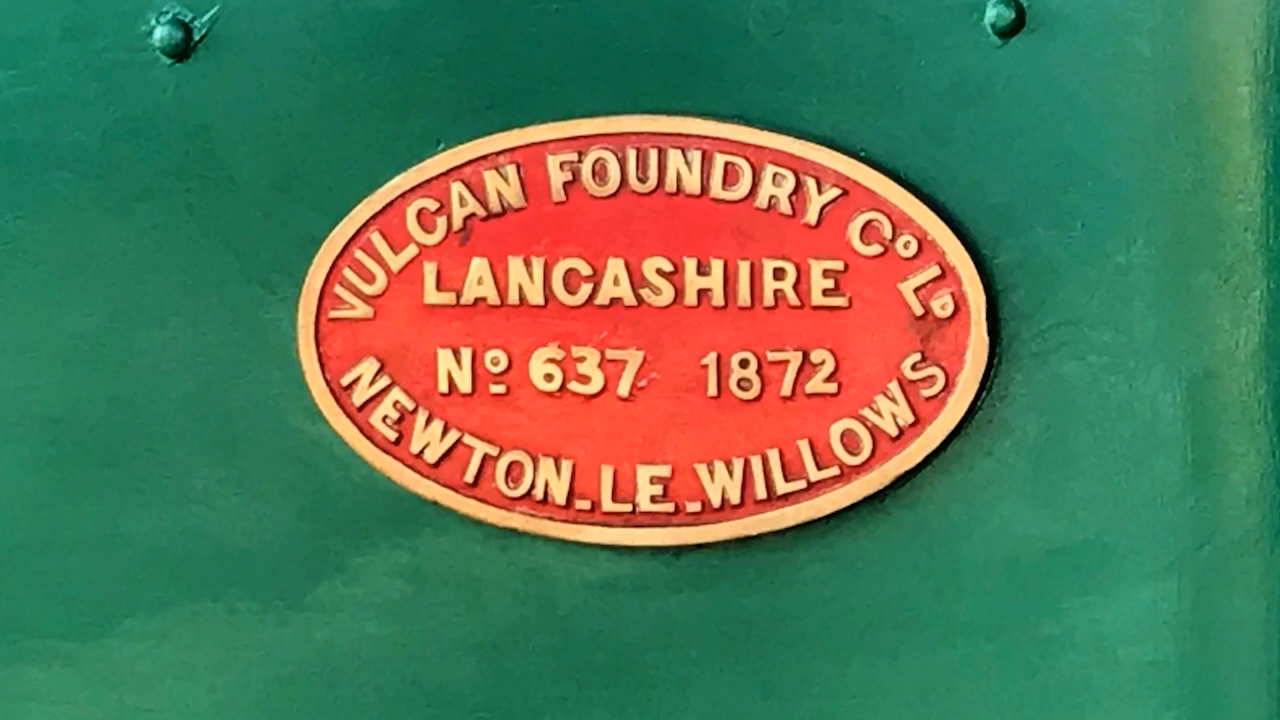 VULCAN FOUNDRY Cº Lᴰ
LANCASHIRE
Nº 637 1872
NEWTON-LE-WILLOWS